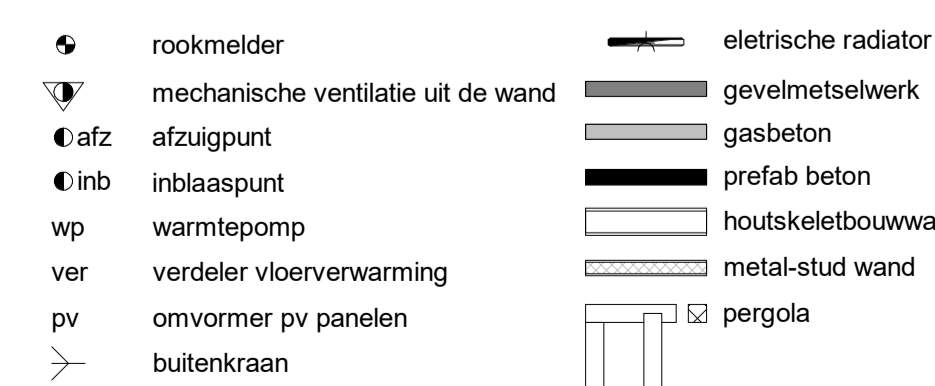 rookmelder
mechanische ventilatie uit de wand
afz afzuigpunt
inb inblaaspunt
wp warmtepomp
ver verdeler vloerverwarming
pv omvormer pv panelen
buitenkraan
eletrische radiator
gevelmetselwerk
gasbeton
prefab beton
houtskeletbouwwa
metal-stud wand
pergola